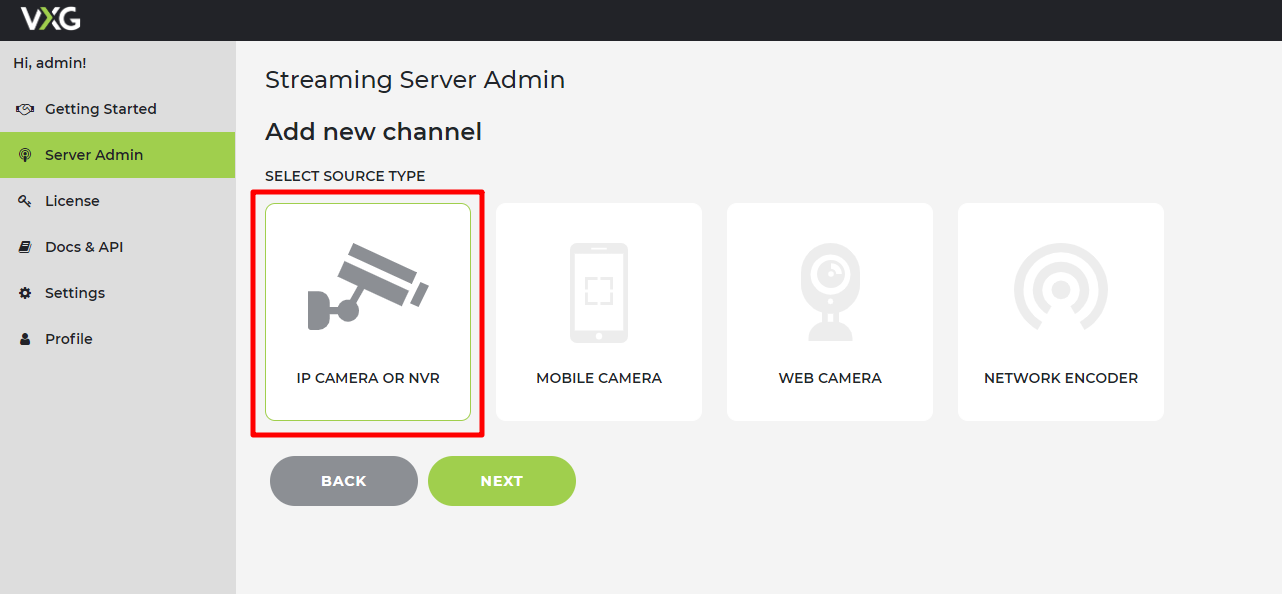 VXG
Hi, admin!
Getting Started
Server Admin
License
Docs & API
Settings
Profile
Streaming Server Admin
Add new channel
SELECT SOURCE TYPE
IP CAMERA OR NVR
MOBILE CAMERA
WEB CAMERA
NETWORK ENCODER
BACK
NEXT